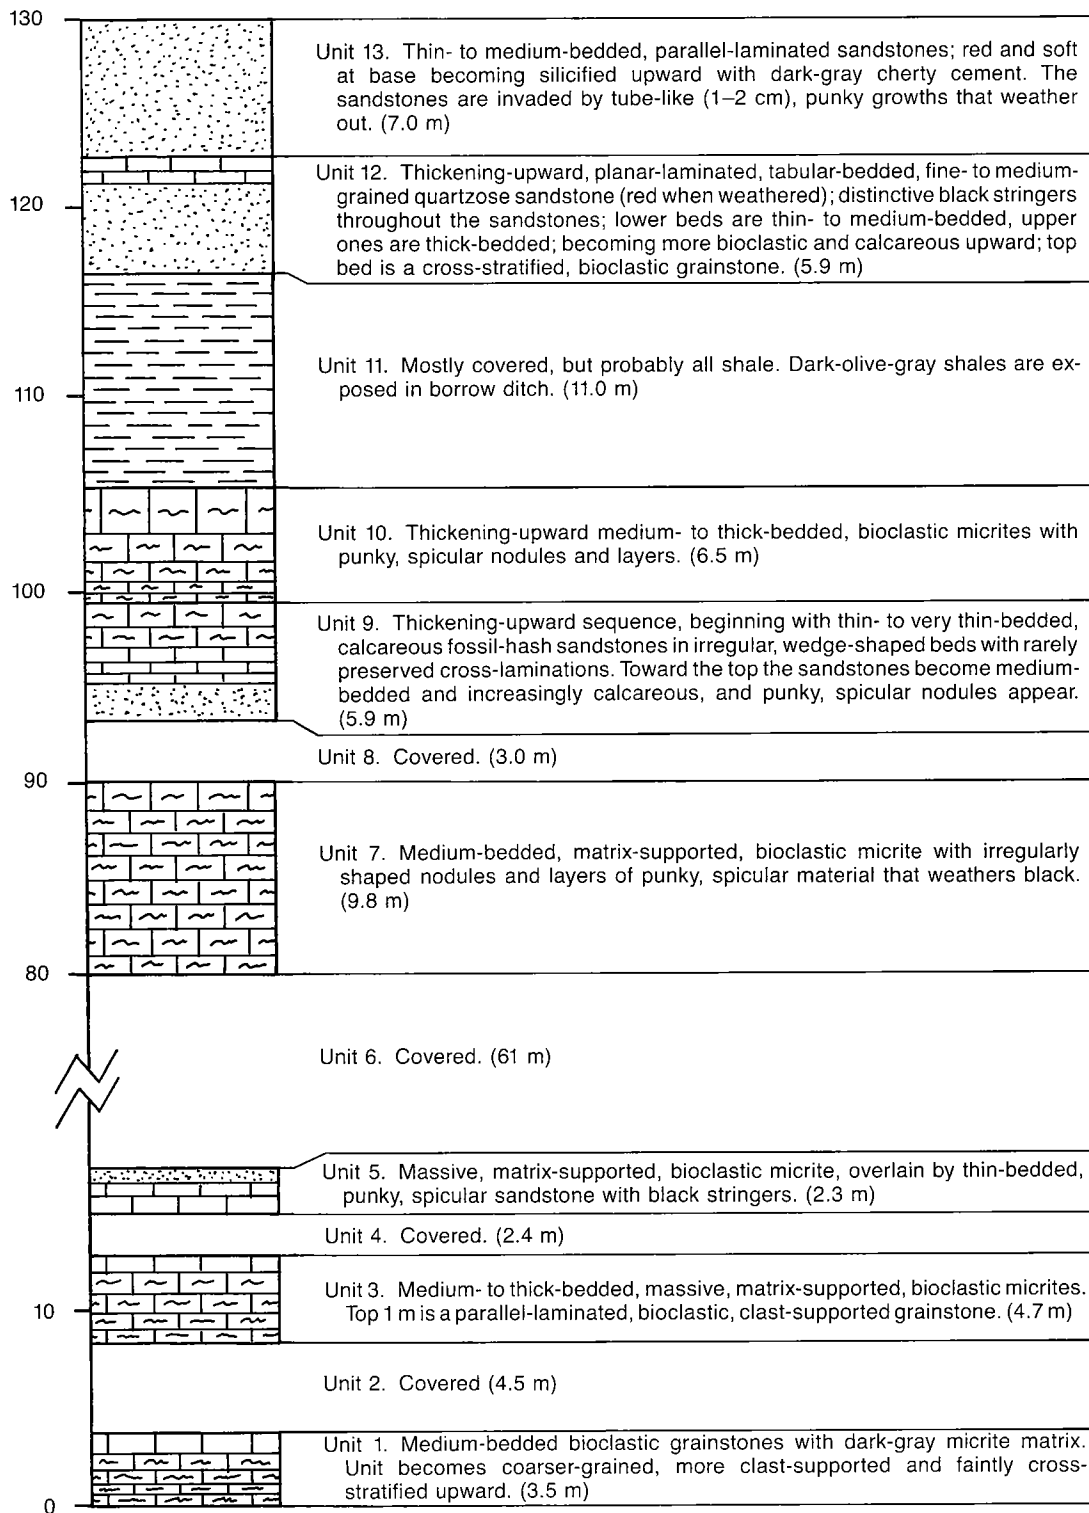 130
Unit 13. Thin- to medium-bedded, parallel-laminated sandstones; red and soft
at base becoming silicified upward with dark-gray cherty cement. The
sandstones are invaded by tube-like (1–2 cm), punky growths that weather
out. (7.0 m)
Unit 12. Thickening-upward, planar-laminated, tabular-bedded, fine- to medium-
grained quartzose sandstone (red when weathered); distinctive black stringers
throughout the sandstones; lower beds are thin- to medium-bedded, upper
ones are thick-bedded; becoming more bioclastic and calcareous upward; top
bed is a cross-stratified, bioclastic grainstone. (5.9 m)
120
Unit 11. Mostly covered, but probably all shale. Dark-olive-gray shales are ex-
posed in borrow ditch. (11.0 m)
110
Unit 10. Thickening-upward medium- to thick-bedded, bioclastic micrites with
punky, spicular nodules and layers. (6.5 m)
100
Unit 9. Thickening-upward sequence, beginning with thin- to very thin-bedded,
calcareous fossil-hash sandstones in irregular, wedge-shaped beds with rarely
preserved cross-laminations. Toward the top the sandstones become medium-
bedded and increasingly calcareous, and punky, spicular nodules appear.
(5.9 m)
Unit 8. Covered. (3.0 m)
90
Unit 7. Medium-bedded, matrix-supported, bioclastic micrite with irregularly
shaped nodules and layers of punky, spicular material that weathers black.
(9.8 m)
80
Unit 6. Covered. (61 m)
Unit 5. Massive, matrix-supported, bioclastic micrite, overlain by thin-bedded,
punky, spicular sandstone with black stringers. (2.3 m)
Unit 4. Covered. (2.4 m)
Unit 3. Medium- to thick-bedded, massive, matrix-supported, bioclastic micrites.
Top 1 m is a parallel-laminated, bioclastic, clast-supported grainstone. (4.7 m)
10
Unit 2. Covered (4.5 m)
Unit 1. Medium-bedded bioclastic grainstones with dark-gray micrite matrix.
Unit becomes coarser-grained, more clast-supported and faintly cross-
stratified upward. (3.5 m)
0